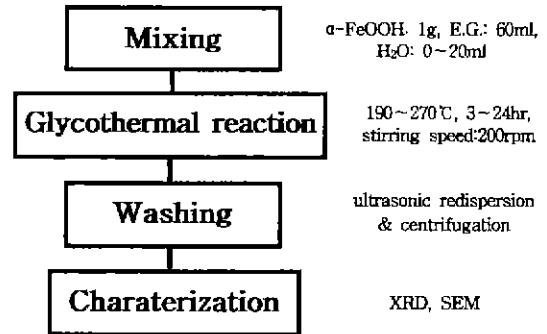 Mixing
α-FeOOH. 1g, E.G.: 60ml,
H₂O: 0~20ml
Glycothermal reaction
190~270℃, 3~24hr,
stirring speed:200rpm
Washing
ultrasonic redispersion
& centrifugation
Charaterization
XRD, SEM